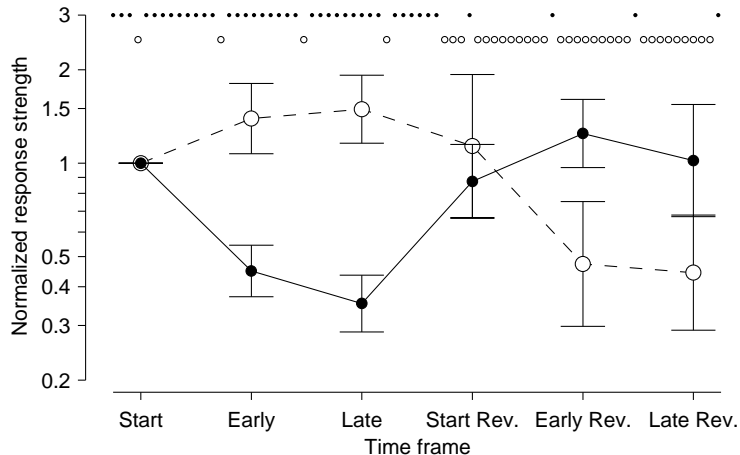 3
2
1.5
1
0.5
0.4
0.3
0.2
Normalized response strength
Start Early Late Start Rev. Early Rev. Late Rev.
Time frame